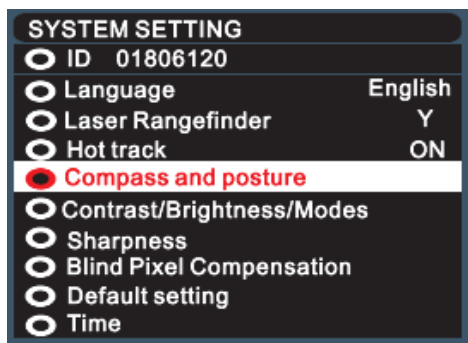 SYSTEM SETTING
ID 01806120
Language English
Laser Rangefinder Y
Hot track ON
Compass and posture
Contrast/Brightness/Modes
Sharpness
Blind Pixel Compensation
Default setting
Time